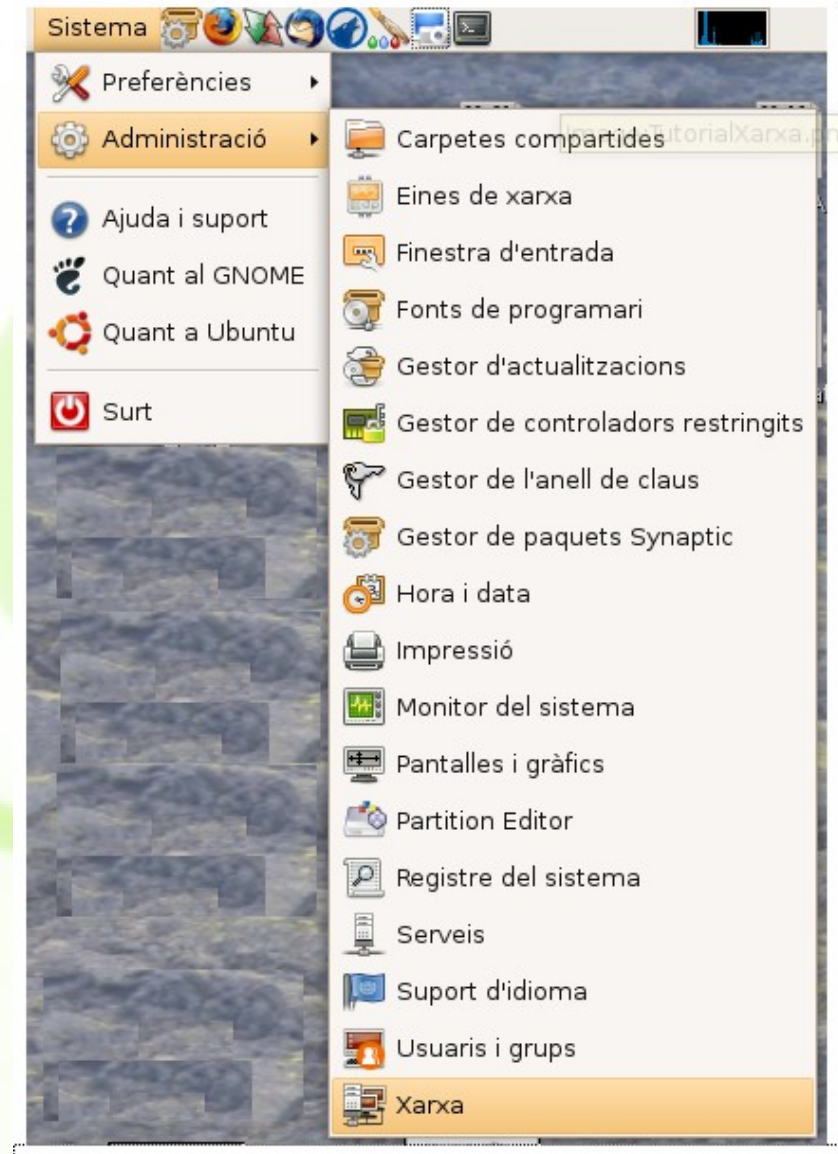 Sistema
Preferències
Administració
Ajuda i suport
Quant al GNOME
Quant a Ubuntu
Surt
Carpetes compartides
Eines de xarxa
Finestra d'entrada
Fonts de programari
Gestor d'actualitzacions
Gestor de controladors restringits
Gestor de l'anell de claus
Gestor de paquets Synaptic
Hora i data
Impressió
Monitor del sistema
Pantalles i gràfics
Partition Editor
Registre del sistema
Serveis
Suport d'idioma
Usuaris i grups
Xarxa